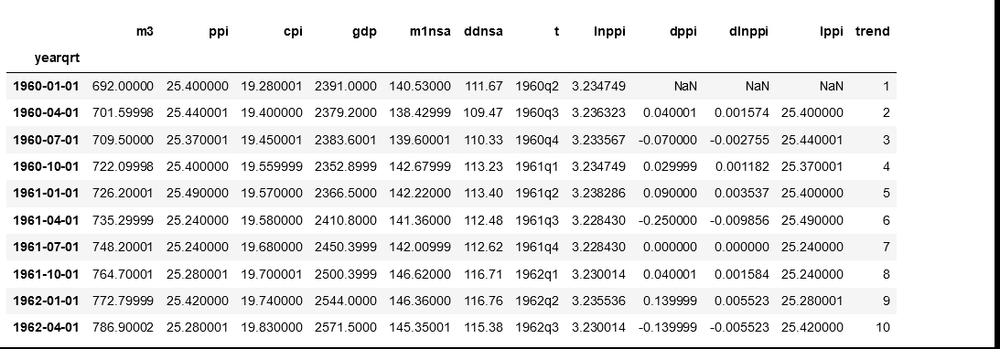 m3 ppi cpi gdp m1nsa ddnsa t lnppi dppi dlnppi lppi trend
yearqrt
1960-01-01 692.00000 25.400000 19.280001 2391.0000 140.53000 111.67 1960q2 3.234749 NaN NaN NaN 1
1960-04-01 701.59998 25.440001 19.400000 2379.2000 138.42999 109.47 1960q3 3.236323 0.040001 0.001574 25.400000 2
1960-07-01 709.50000 25.370001 19.450001 2383.6001 139.60001 110.33 1960q4 3.233567 -0.070000 -0.002755 25.440001 3
1960-10-01 722.09998 25.400000 19.559999 2352.8999 142.67999 113.23 1961q1 3.234749 0.029999 0.001182 25.370001 4
1961-01-01 726.20001 25.490000 19.570000 2366.5000 142.22000 113.40 1961q2 3.238286 0.090000 0.003537 25.400000 5
1961-04-01 735.29999 25.240000 19.580000 2410.8000 141.36000 112.48 1961q3 3.228430 -0.250000 -0.009856 25.490000 6
1961-07-01 748.20001 25.240000 19.680000 2450.3999 142.00999 112.62 1961q4 3.228430 0.000000 0.000000 25.240000 7
1961-10-01 764.70001 25.280001 19.700001 2500.3999 146.62000 116.71 1962q1 3.230014 0.040001 0.001584 25.240000 8
1962-01-01 772.79999 25.420000 19.740000 2544.0000 146.36000 116.76 1962q2 3.235536 0.139999 0.005523 25.280001 9
1962-04-01 786.90002 25.280001 19.830000 2571.5000 145.35001 115.38 1962q3 3.230014 -0.139999 -0.005523 25.420000 10